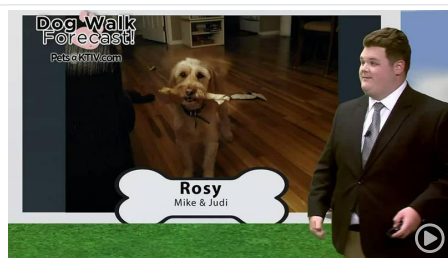 Dog Walk
Forecast!
Pets@KTIV.com
Rosy
Mike & Judi